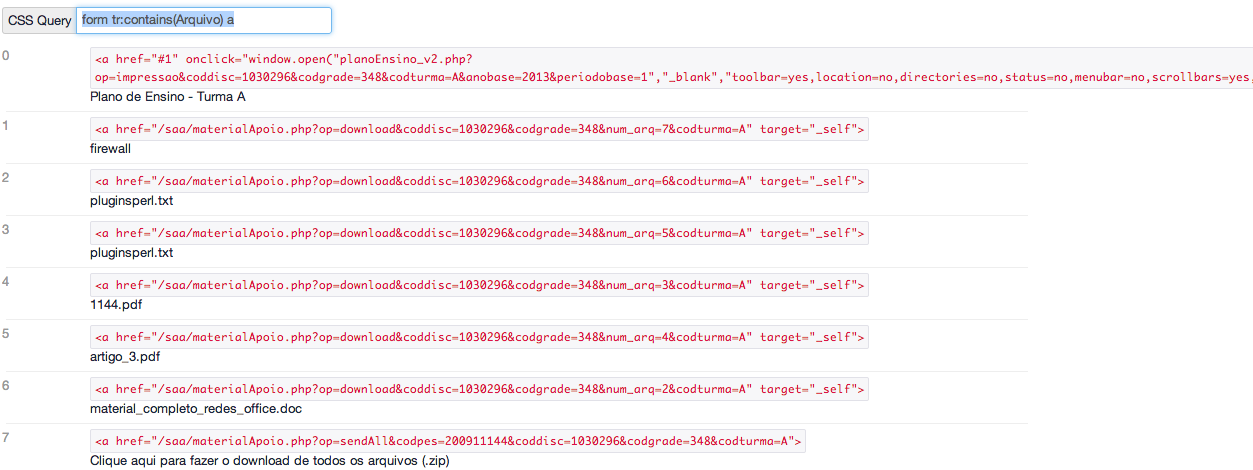 CSS Query form tr:contains(Arquivo) a
0 <a href="#1" onclick="window.open("planoEnsino_v2.php?
op=impressao&coddisc=1030296&codgrade=348&codturma=A&anobase=2013&periodobase=1","_blank","toolbar=yes,location=no,directories=no,status=no,menubar=no,scrollbars=yes,
Plano de Ensino - Turma A
1 <a href="/saa/materialApoio.php?op=download&coddisc=1030296&codgrade=348&num_arq=7&codturma=A" target="_self">
firewall
2 <a href="/saa/materialApoio.php?op=download&coddisc=1030296&codgrade=348&num_arq=6&codturma=A" target="_self">
pluginsperl.txt
3 <a href="/saa/materialApoio.php?op=download&coddisc=1030296&codgrade=348&num_arq=5&codturma=A" target="_self">
pluginsperl.txt
4 <a href="/saa/materialApoio.php?op=download&coddisc=1030296&codgrade=348&num_arq=3&codturma=A" target="_self">
1144.pdf
5 <a href="/saa/materialApoio.php?op=download&coddisc=1030296&codgrade=348&num_arq=4&codturma=A" target="_self">
artigo_3.pdf
6 <a href="/saa/materialApoio.php?op=download&coddisc=1030296&codgrade=348&num_arq=2&codturma=A" target="_self">
material_completo_redes_office.doc
7 <a href="/saa/materialApoio.php?op=sendAll&codpes=200911144&coddisc=1030296&codgrade=348&codturma=A">
Clique aqui para fazer o download de todos os arquivos (.zip)